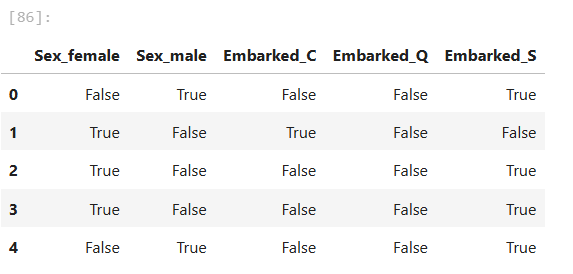 [86]:
Sex_female Sex_male Embarked_C Embarked_Q Embarked_S
0 False True False False True
1 True False True False False
2 True False False False True
3 True False False False True
4 False True False False True